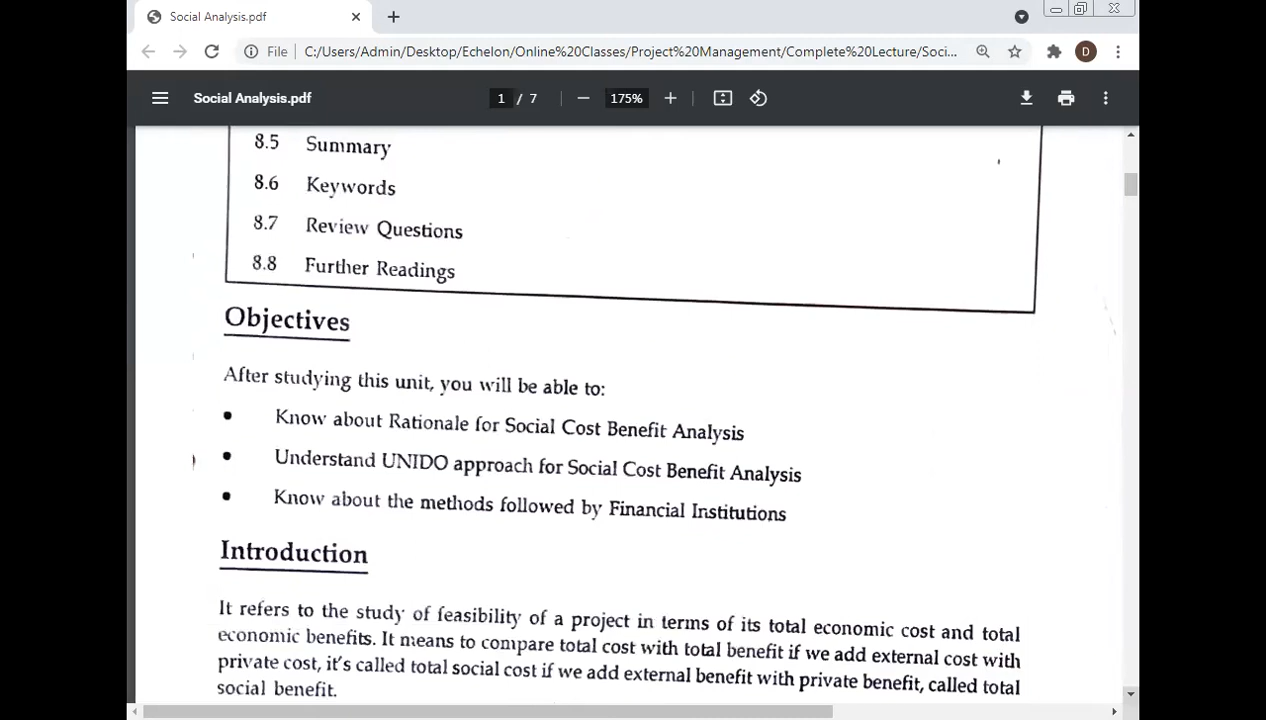 Social Analysis.pdf
File C:/Users/Admin/Desktop/Echelon/Online%20Classes/Project%20Management/Complete%20Lecture/Soci... D
Social Analysis.pdf 1 / 7 175%
8.5 Summary
8.6 Keywords
8.7 Review Questions
8.8 Further Readings
Objectives
After studying this unit, you will be able to:
• Know about Rationale for Social Cost Benefit Analysis
• Understand UNIDO approach for Social Cost Benefit Analysis
• Know about the methods followed by Financial Institutions
Introduction
It refers to the study of feasibility of a project in terms of its total economic cost and total
economic benefits. It means to compare total cost with total benefit if we add external cost with
private cost, it's called total social cost if we add external benefit with private benefit, called total
social benefit.